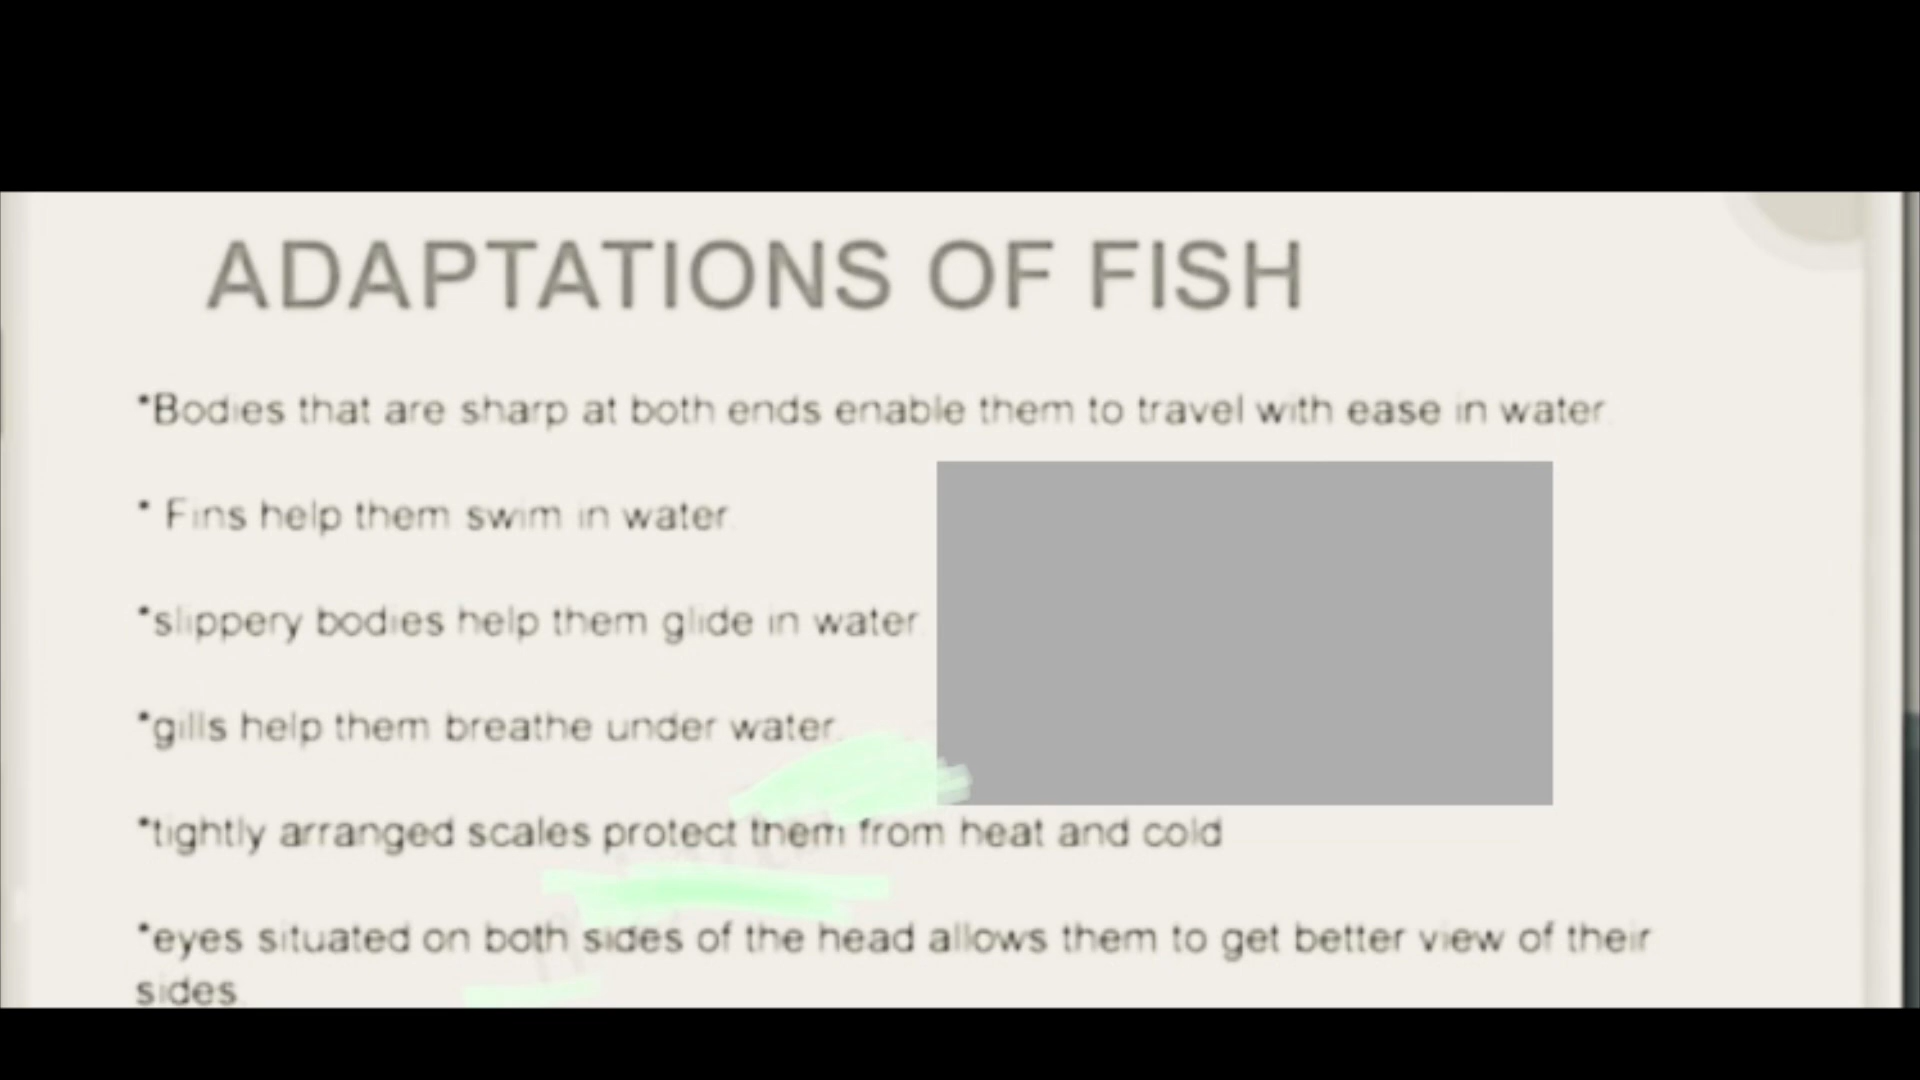 ADAPTATIONS OF FISH
*Bodies that are sharp at both ends enable them to travel with ease in water.
* Fins help them swim in water.
*slippery bodies help them glide in water.
*gills help them breathe under water.
*tightly arranged scales protect them from heat and cold
*eyes situated on both sides of the head allows them to get better view of their
sides.